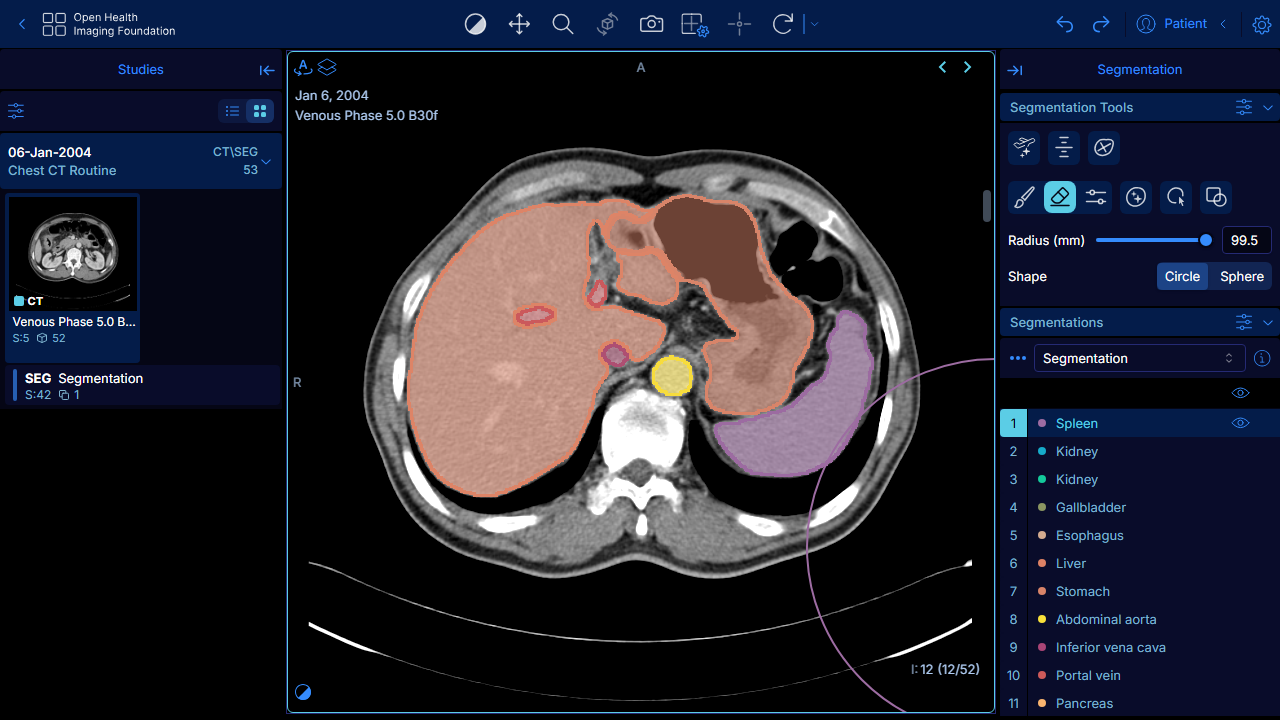 Open Health
Imaging Foundation
Patient
Studies
06-Jan-2004
CT\SEG
Chest CT Routine
53
CT
Venous Phase 5.0 B...
S:5 52
SEG Segmentation
S:42 1
A
A
Jan 6, 2004
Venous Phase 5.0 B30f
R
I: 12 (12/52)
Segmentation
Segmentation Tools
Radius (mm)
99.5
Shape
Circle
Sphere
Segmentations
Segmentation
1 Spleen
2 Kidney
3 Kidney
4 Gallbladder
5 Esophagus
6 Liver
7 Stomach
8 Abdominal aorta
9 Inferior vena cava
10 Portal vein
11 Pancreas